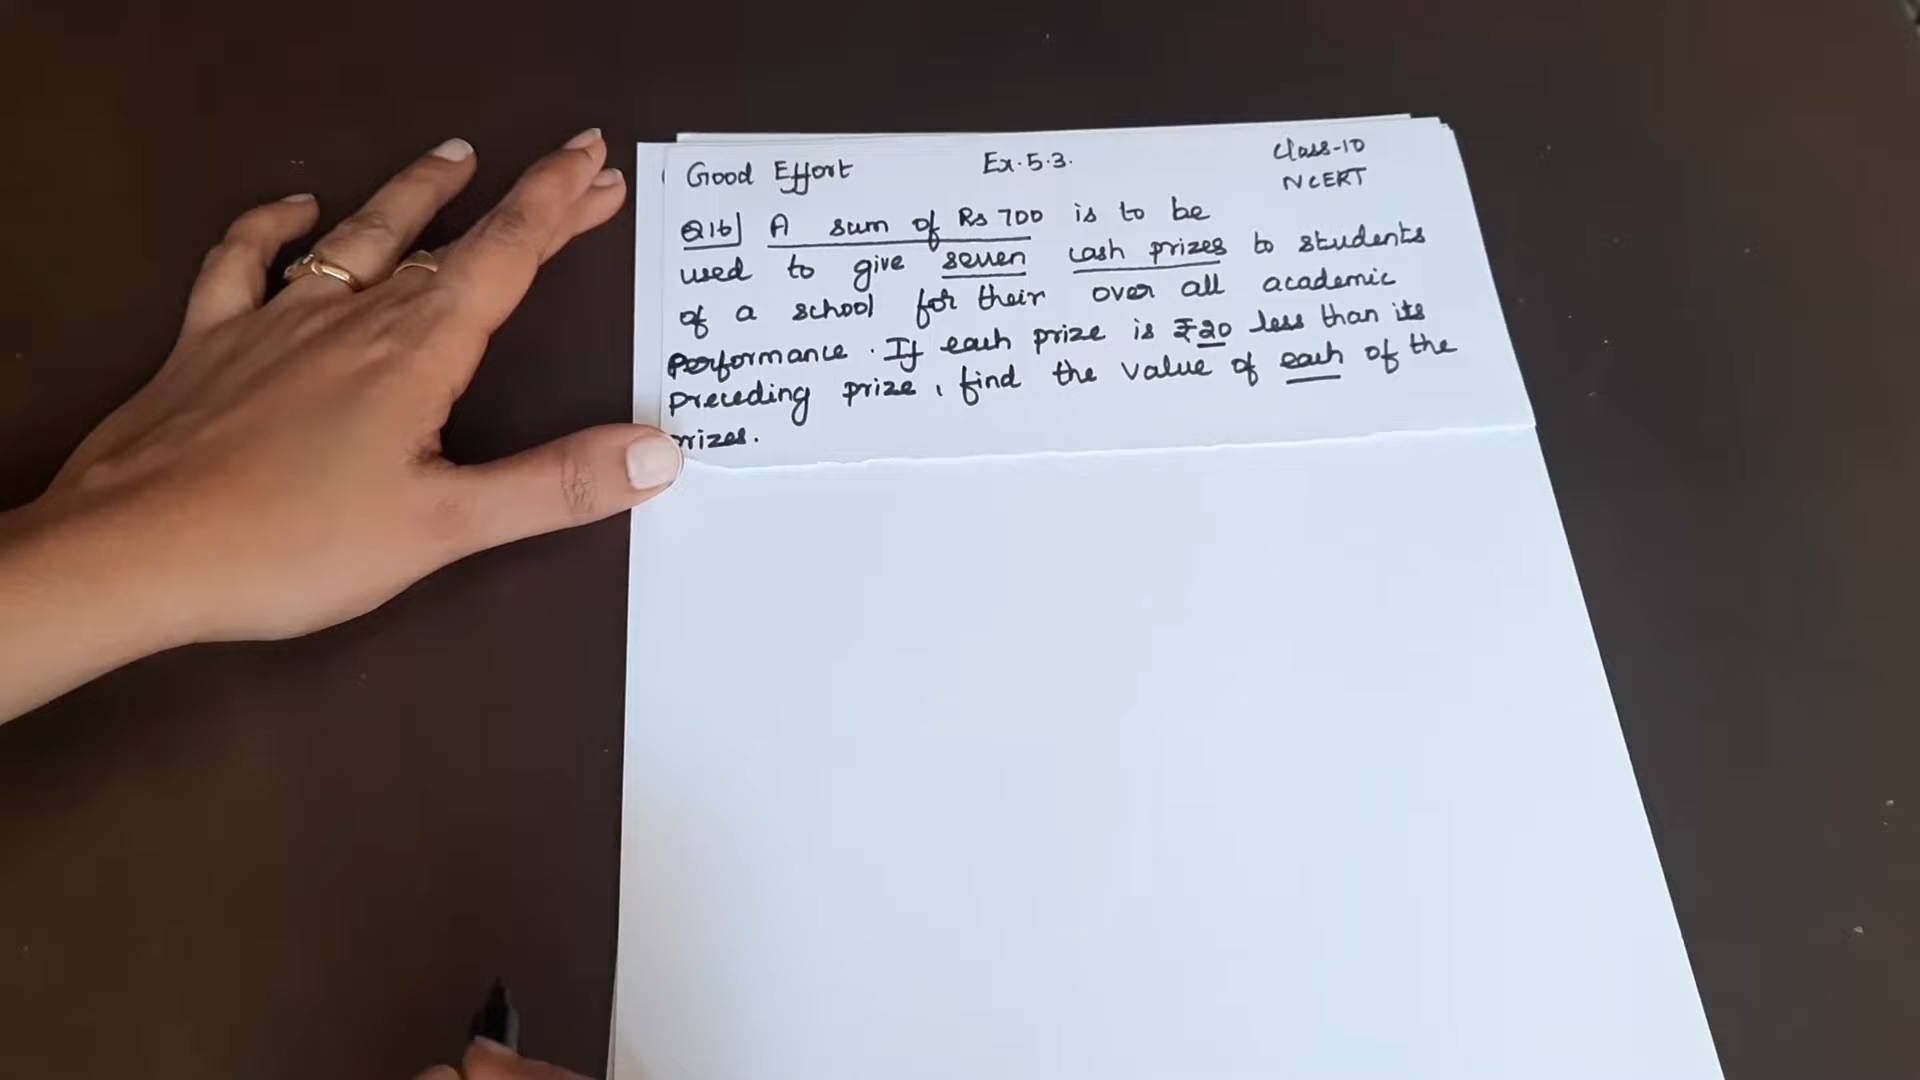 Good Effort Ex.5.3. Class-10
NCERT
Q16] A sum of Rs 700 is to be
used to give seven cash prizes to students
of a school for their over all academic
performance. If each prize is ₹20 less than its
preceding prize, find the value of each of the
rizes.